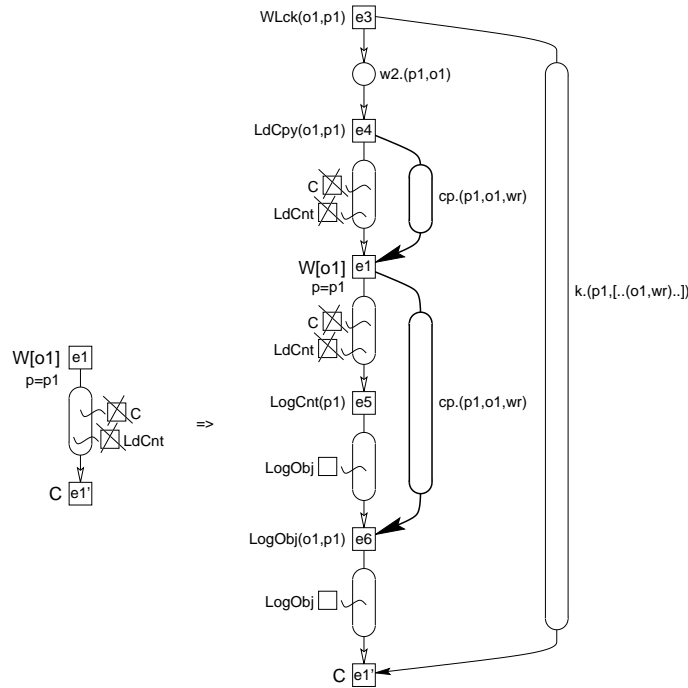 WLck(o1,p1) e3
w2.(p1,o1)
LdCpy(o1,p1) e4
C
cp.(p1,o1,wr)
LdCnt
W[o1] e1
p=p1
k.(p1,[..(o1,wr)..])
C
LdCnt
W[o1] e1
p=p1
LogCnt(p1) e5
cp.(p1,o1,wr)
C
=>
LdCnt
LogObj
C e1'
LogObj(o1,p1) e6
LogObj
C e1'